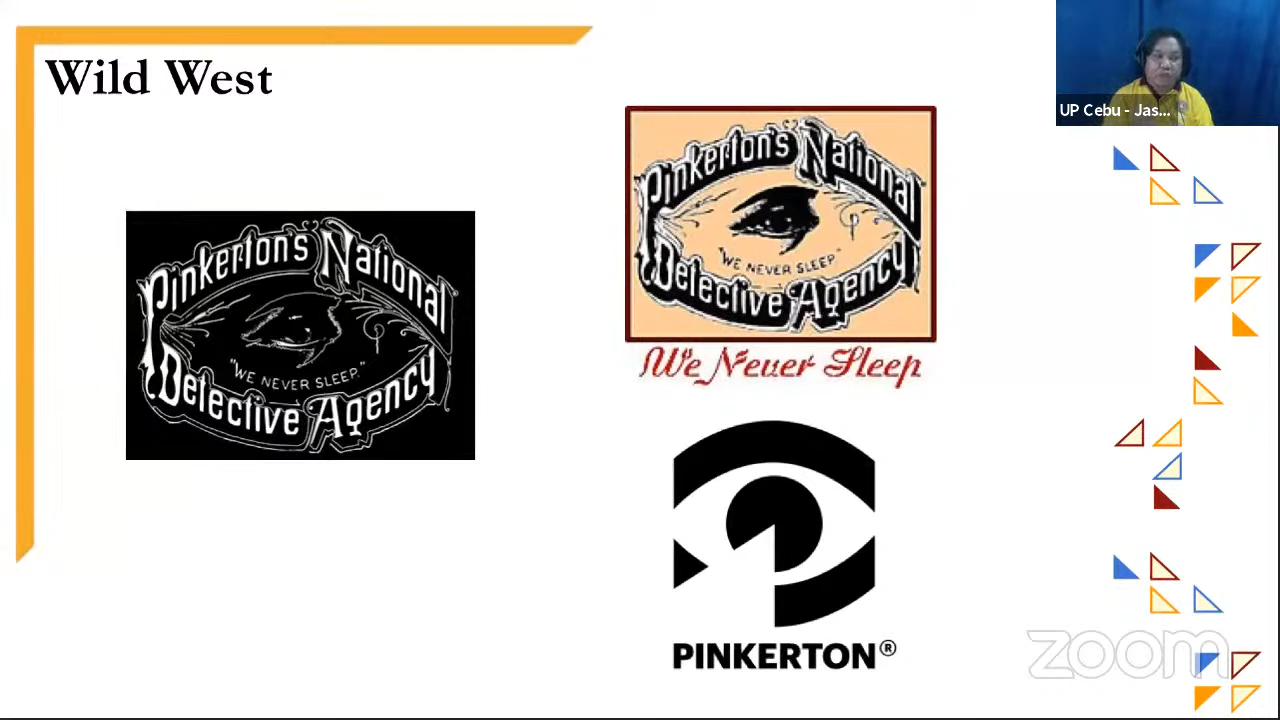 Wild West
UP Cebu - Jas...
Pinkerton's National
"WE NEVER SLEEP."
Detective Agency
Pinkerton's National
"WE NEVER SLEEP"
Detective Agency
We Never Sleep
PINKERTON®
zoom